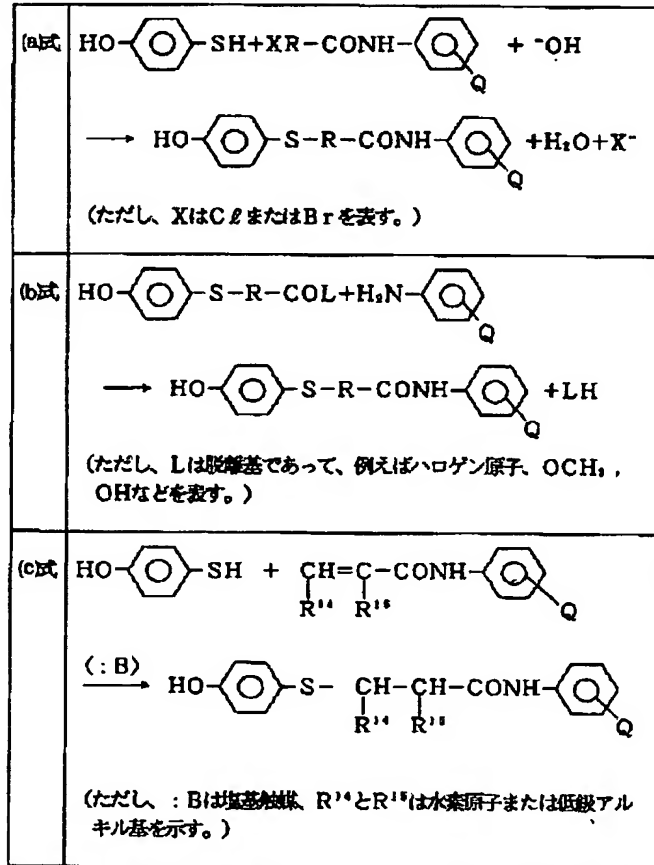 (a)式 HO-SH+XR-CONH- + ⁻OH
Q
→ HO-S-R-CONH- +H₂O+X⁻
Q
(ただし、XはCℓまたはBrを表す。)
(b)式 HO-S-R-COL+H₂N-
Q
→ HO-S-R-CONH- +LH
Q
(ただし、Lは脱離基であって、例えばハロゲン原子、OCH₃,
OHなどを表す。)
(c)式 HO-SH + CH=C-CONH-
R¹⁴ R¹⁵
Q
(:B)
→ HO-S- CH-CH-CONH-
R¹⁴ R¹⁵
Q
(ただし、:Bは塩基触媒、R¹⁴とR¹⁵は水素原子または低級アル
キル基を示す。)